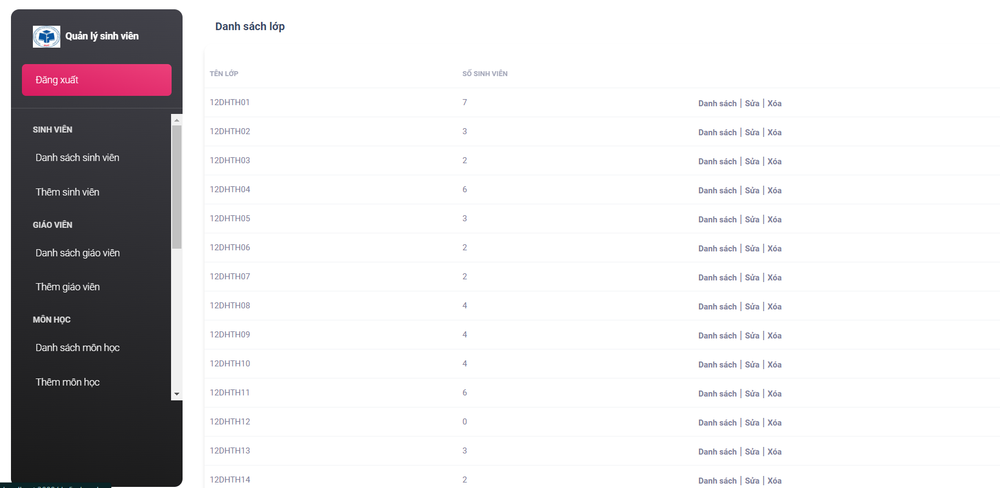 Quản lý sinh viên
Đăng xuất
SINH VIÊN
Danh sách sinh viên
Thêm sinh viên
GIÁO VIÊN
Danh sách giáo viên
Thêm giáo viên
MÔN HỌC
Danh sách môn học
Thêm môn học
Danh sách lớp
TÊN LỚP SỐ SINH VIÊN
12DHTH01 7 Danh sách | Sửa | Xóa
12DHTH02 3 Danh sách | Sửa | Xóa
12DHTH03 2 Danh sách | Sửa | Xóa
12DHTH04 6 Danh sách | Sửa | Xóa
12DHTH05 3 Danh sách | Sửa | Xóa
12DHTH06 2 Danh sách | Sửa | Xóa
12DHTH07 2 Danh sách | Sửa | Xóa
12DHTH08 4 Danh sách | Sửa | Xóa
12DHTH09 4 Danh sách | Sửa | Xóa
12DHTH10 4 Danh sách | Sửa | Xóa
12DHTH11 6 Danh sách | Sửa | Xóa
12DHTH12 0 Danh sách | Sửa | Xóa
12DHTH13 3 Danh sách | Sửa | Xóa
12DHTH14 2 Danh sách | Sửa | Xóa